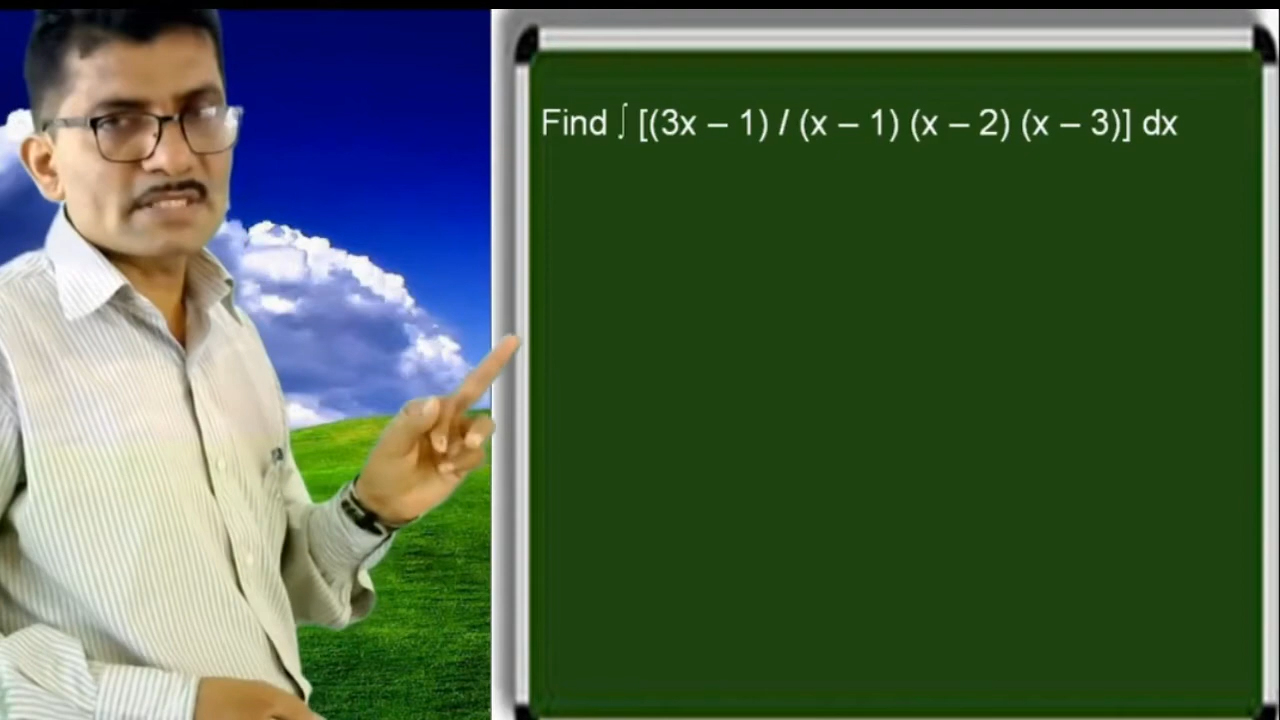 Find ∫ [(3x – 1) / (x – 1) (x – 2) (x – 3)] dx